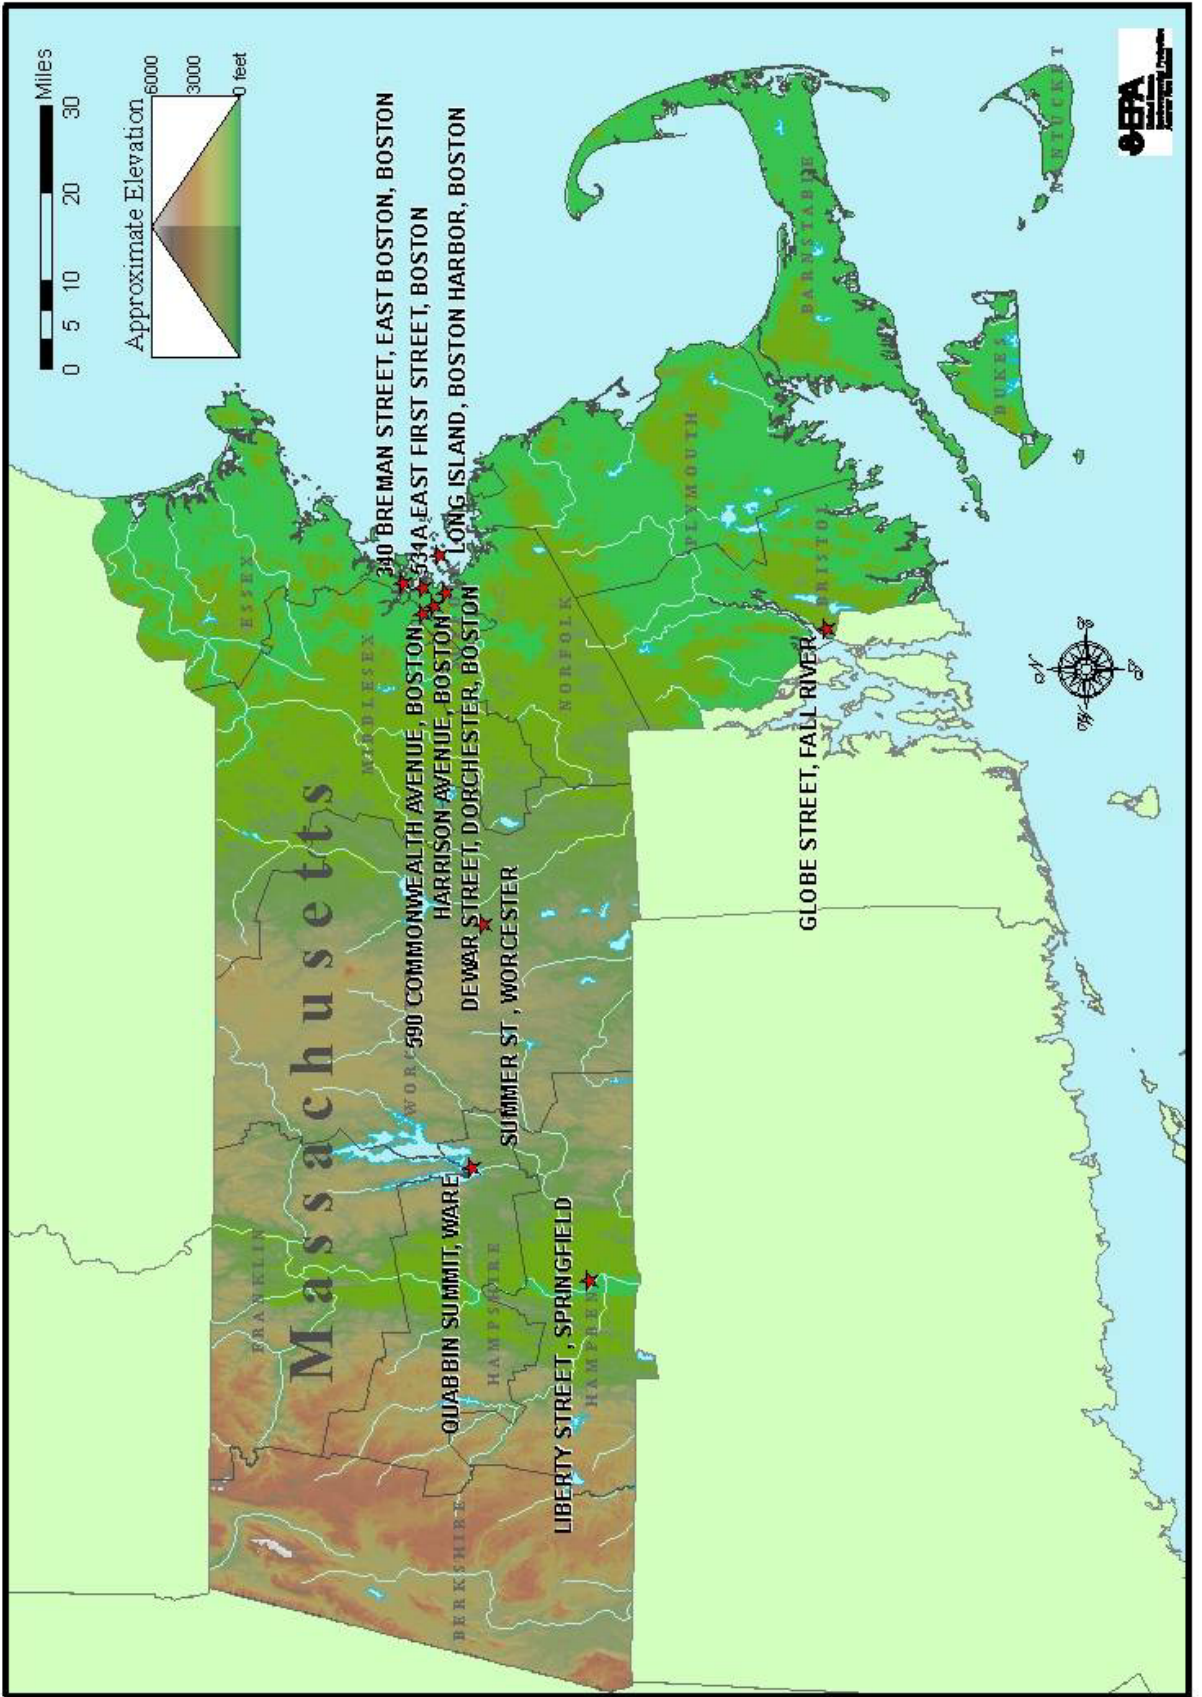 0 5 10 20 30 Miles
Approximate Elevation
6000
3000
0 feet
Massachusetts
340 BREMAN STREET, EAST BOSTON, BOSTON
534A EAST FIRST STREET, BOSTON
LONG ISLAND, BOSTON HARBOR, BOSTON
590 COMMONWEALTH AVENUE, BOSTON
HARRISON AVENUE, BOSTON
DEWAR STREET, DORCHESTER, BOSTON
SUMMER ST , WORCESTER
QUABBIN SUMMIT, WARE
LIBERTY STREET , SPRINGFIELD
GLOBE STREET, FALL RIVER
FRANKLIN
ESSEX
MIDDLESEX
WORC
BERKSHIRE
HAMPSHIRE
HAMPDEN
NORFOLK
PLYMOUTH
BRISTOL
BARNSTABLE
DUKES
NANTUCKET
N
W
S
EPA